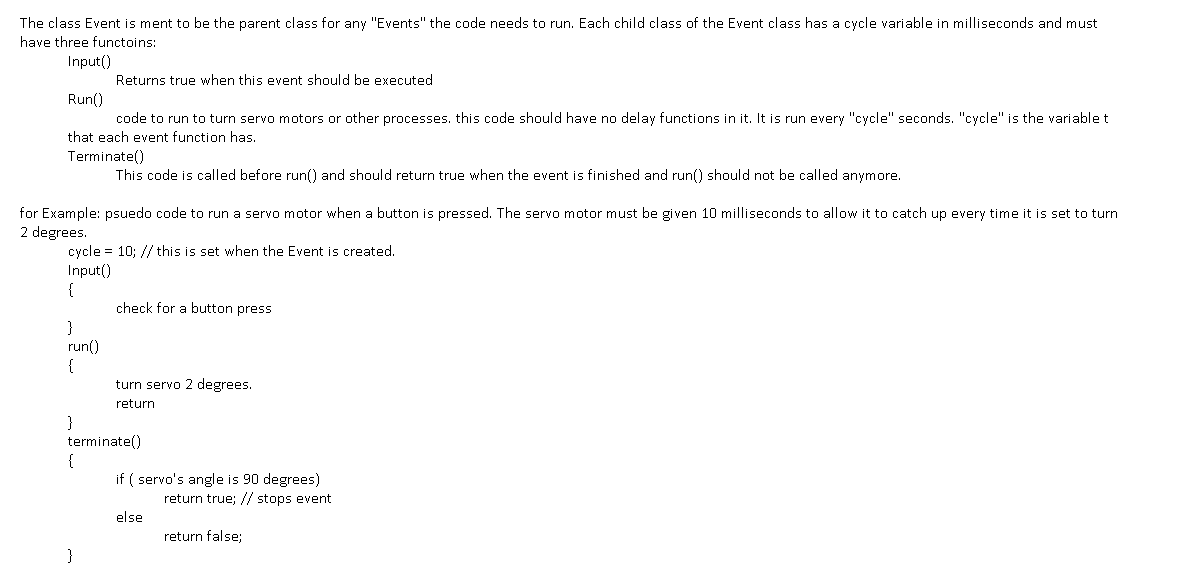 The class Event is ment to be the parent class for any "Events" the code needs to run. Each child class of the Event class has a cycle variable in milliseconds and must
have three functoins:
Input()
Returns true when this event should be executed
Run()
code to run to turn servo motors or other processes. this code should have no delay functions in it. It is run every "cycle" seconds. "cycle" is the variable t
that each event function has.
Terminate()
This code is called before run() and should return true when the event is finished and run() should not be called anymore.
for Example: psuedo code to run a servo motor when a button is pressed. The servo motor must be given 10 milliseconds to allow it to catch up every time it is set to turn
2 degrees.
cycle = 10; // this is set when the Event is created.
Input()
{
check for a button press
}
run()
{
turn servo 2 degrees.
return
}
terminate()
{
if ( servo's angle is 90 degrees)
return true; // stops event
else
return false;
}